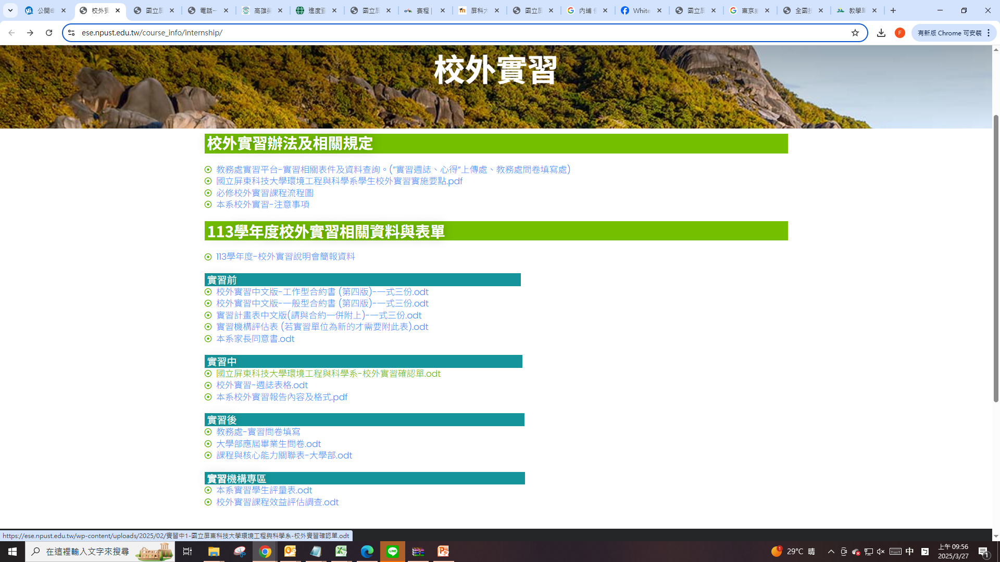 公開申
校外實
國立屏
電話一
高雄榮
進度查
國立屏
賽程 |
屏科大
國立屏
內埔 但
White
國立屏
東京威
全國技
教學單
ese.npust.edu.tw/course_info/internship/
F
有新版 Chrome 可安裝
校外實習
校外實習辦法及相關規定
教務處實習平台-實習相關表件及資料查詢。("實習週誌、心得"上傳處、教務處問卷填寫處)
國立屏東科技大學環境工程與科學系學生校外實習實施要點.pdf
必修校外實習課程流程圖
本系校外實習-注意事項
113學年度校外實習相關資料與表單
113學年度-校外實習說明會簡報資料
實習前
校外實習中文版-工作型合約書 (第四版)-一式三份.odt
校外實習中文版-一般型合約書 (第四版)-一式三份.odt
實習計畫表中文版(請與合約一併附上)-一式三份.odt
實習機構評估表 (若實習單位為新的才需要附此表).odt
本系家長同意書.odt
實習中
國立屏東科技大學環境工程與科學系-校外實習確認單.odt
校外實習-週誌表格.odt
本系校外實習報告內容及格式.pdf
實習後
教務處-實習問卷填寫
大學部應屆畢業生問卷.odt
課程與核心能力關聯表-大學部.odt
實習機構專區
本系實習學生評量表.odt
校外實習課程效益評估調查.odt
https://ese.npust.edu.tw/wp-content/uploads/2025/02/實習中1-國立屏東科技大學環境工程與科學系-校外實習確認單.odt
在這裡輸入文字來搜尋
29°C 晴
中
上午 09:56
2025/3/27
1